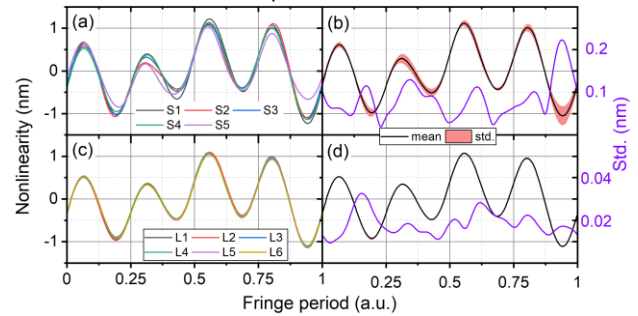 (a)
(b)
1
0
-1
Nonlinearity (nm)
S1 S2 S3
S4 S5
mean std.
0.2
0.1
Std. (nm)
(c)
(d)
1
0
-1
L1 L2 L3
L4 L5 L6
0.04
0.02
0 0.25 0.5 0.75 1 0.25 0.5 0.75 1
Fringe period (a.u.)